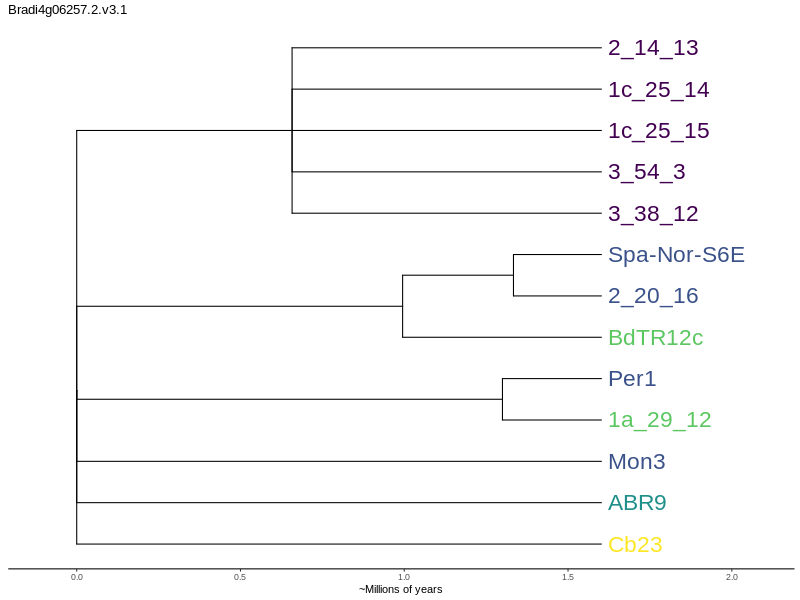 Bradi4g06257.2.v3.1
2_14_13
1c_25_14
1c_25_15
3_54_3
3_38_12
Spa-Nor-S6E
2_20_16
BdTR12c
Per1
1a_29_12
Mon3
ABR9
Cb23
0.0 0.5 1.0 1.5 2.0
~Millions of years